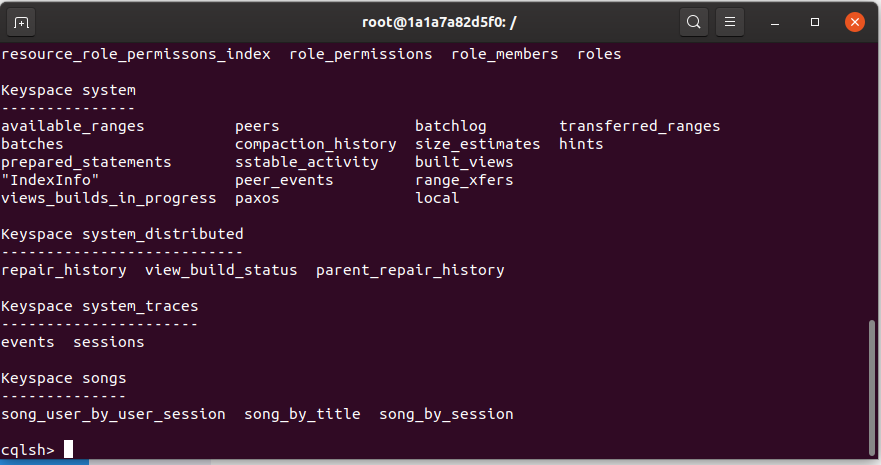 root@1a1a7a82d5f0: /
resource_role_permissons_index  role_permissions  role_members  roles
Keyspace system
---------------
available_ranges          peers               batchlog        transferred_ranges
batches                   compaction_history  size_estimates  hints
prepared_statements       sstable_activity    built_views
"IndexInfo"               peer_events         range_xfers
views_builds_in_progress  paxos               local
Keyspace system_distributed
---------------------------
repair_history  view_build_status  parent_repair_history
Keyspace system_traces
----------------------
events  sessions
Keyspace songs
--------------
song_user_by_user_session  song_by_title  song_by_session
cqlsh>